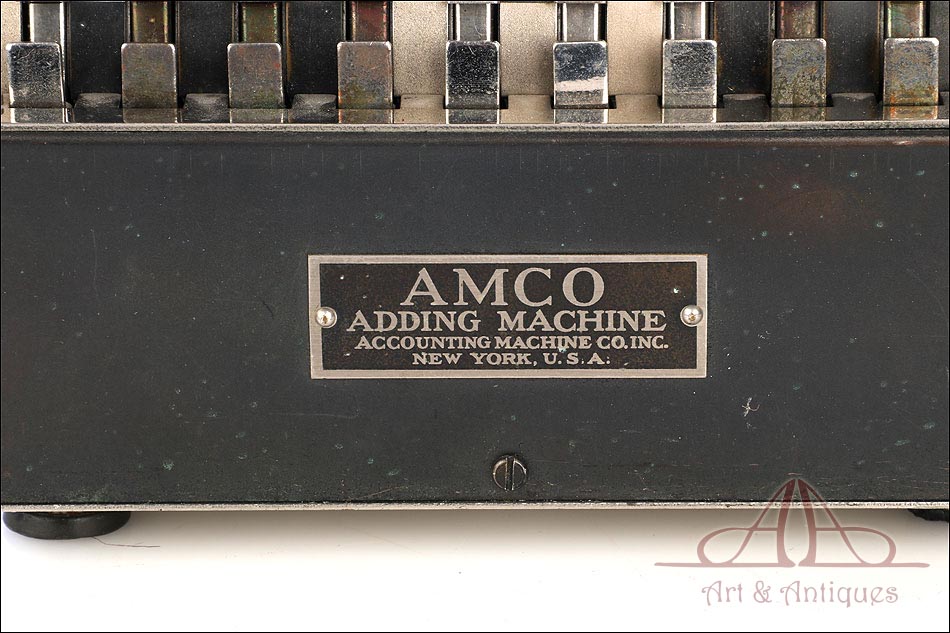 AMCO
ADDING MACHINE
ACCOUNTING MACHINE CO. INC.
NEW YORK, U.S.A.
Art & Antiques